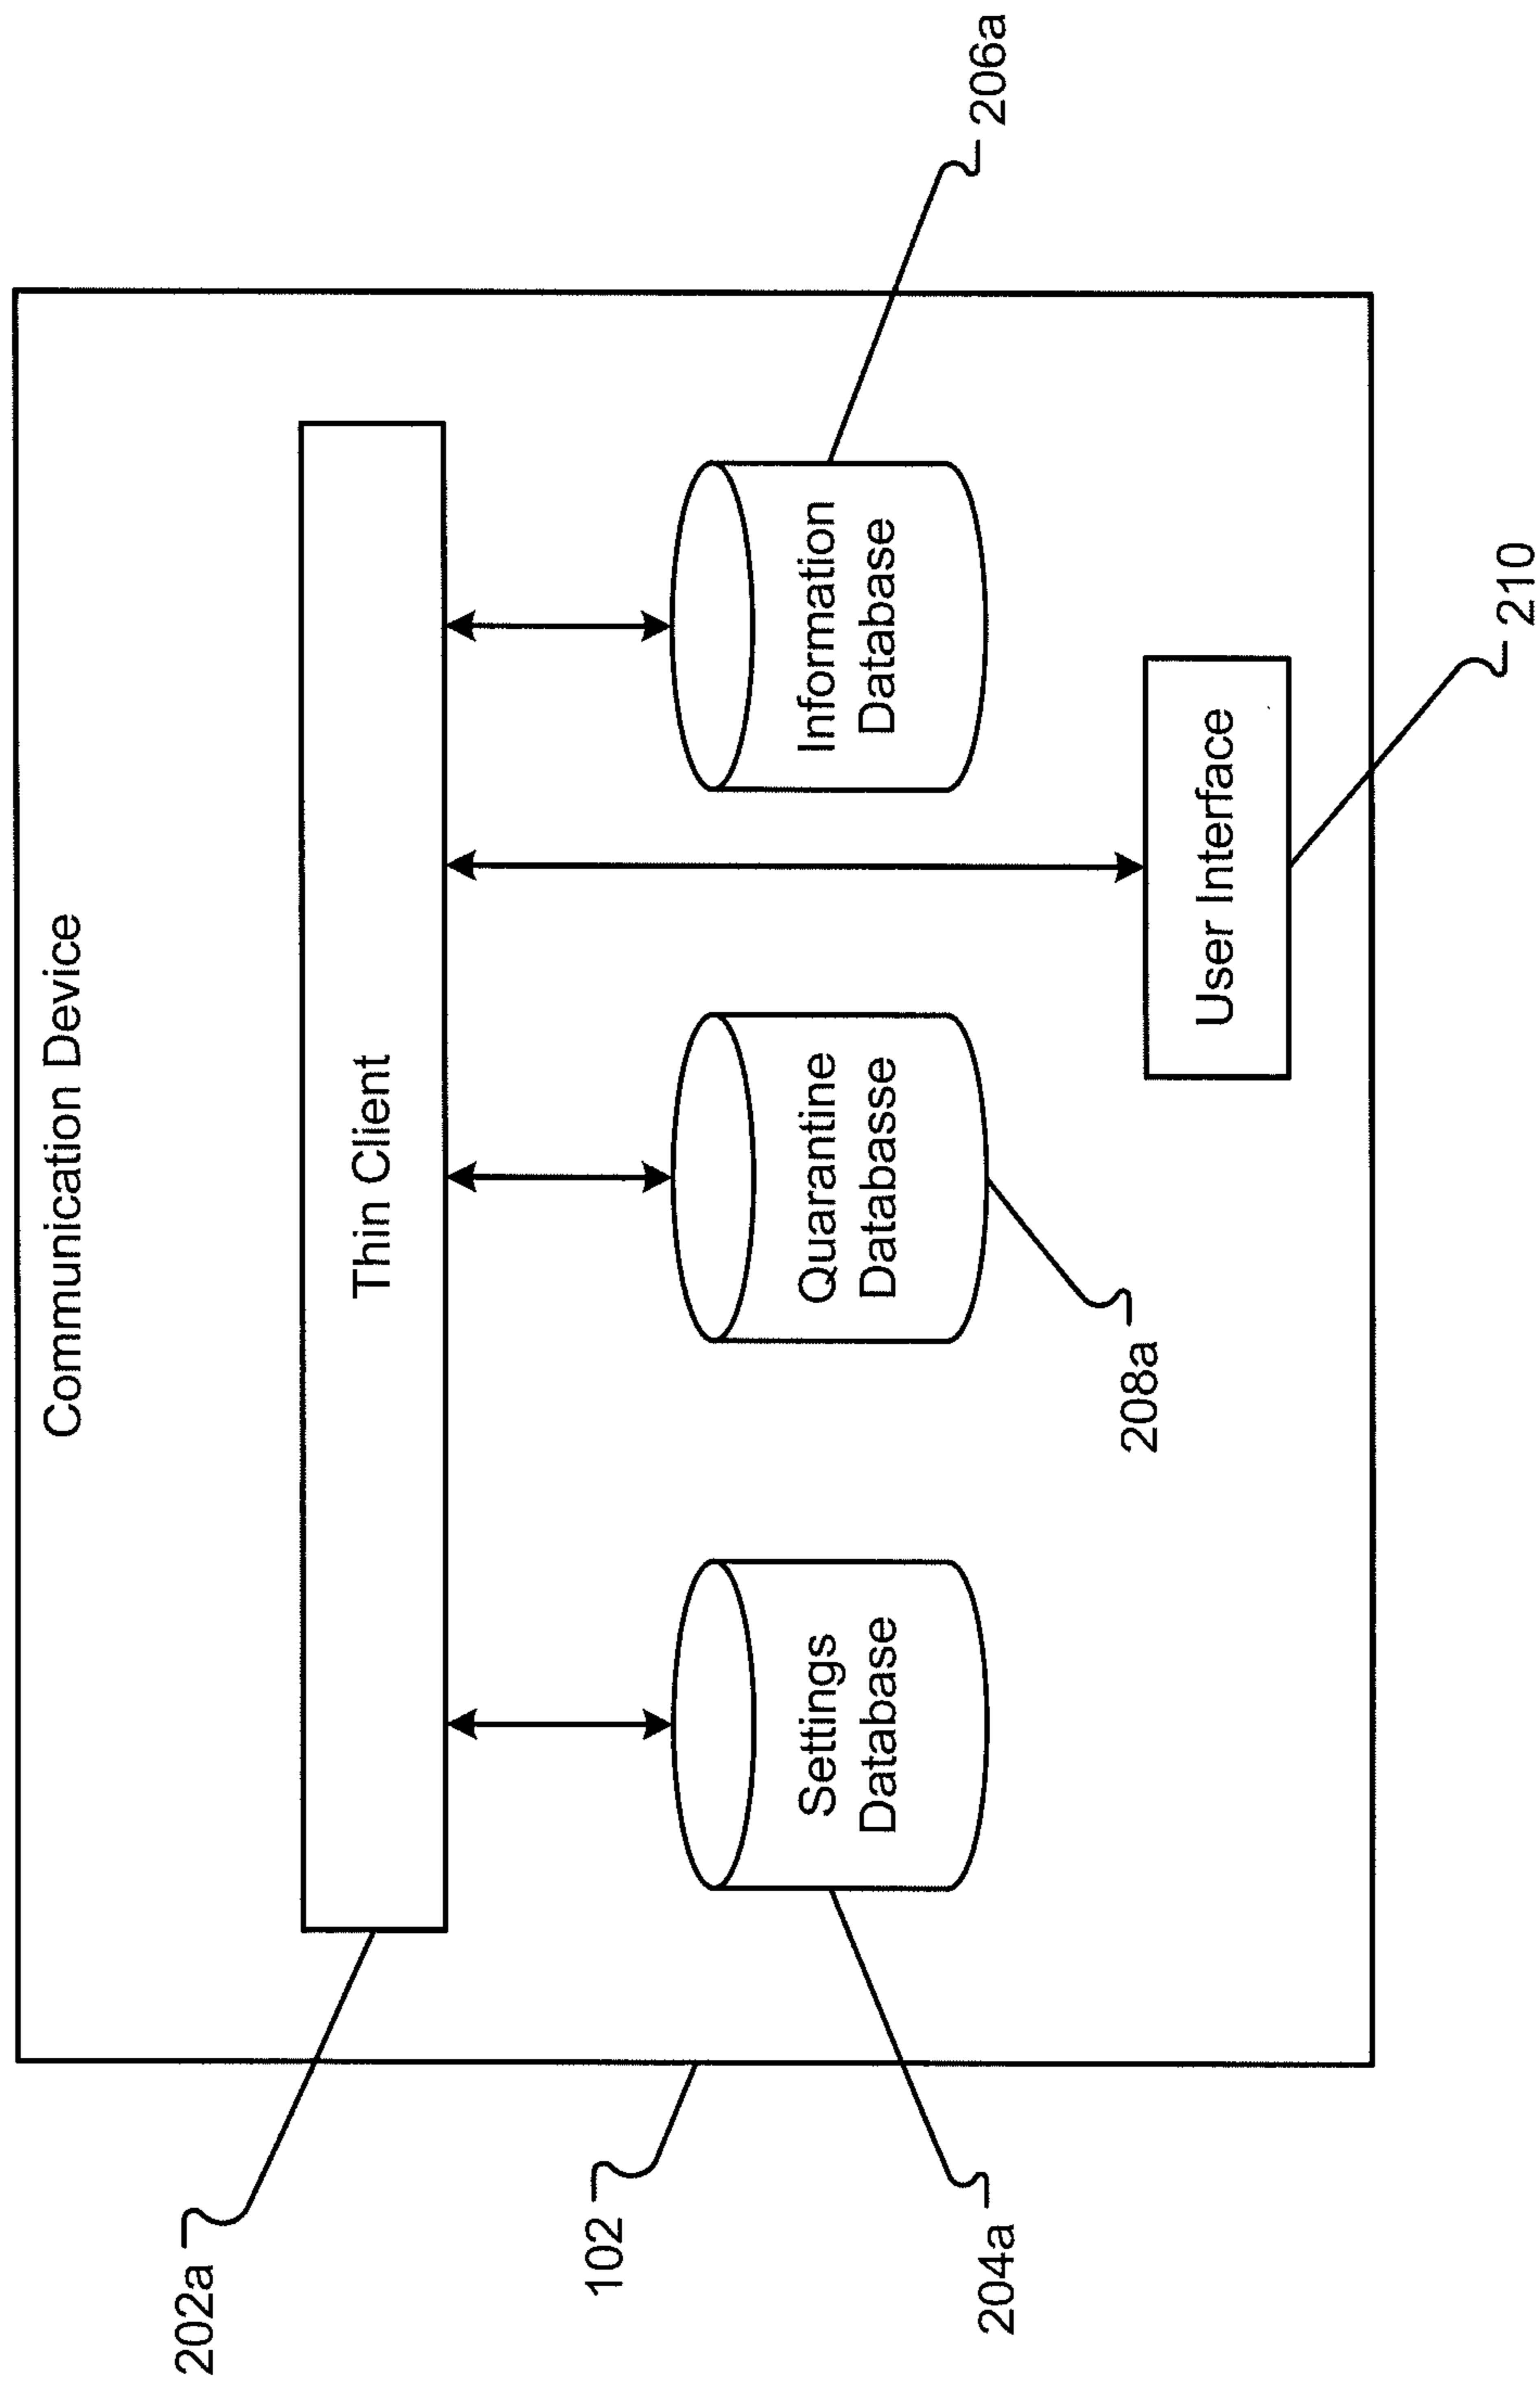 Communication Device
Thin Client
202a
102
Settings
Database
Quarantine
Databasse
Information
Database
204a
208a
User Interface
206a
210